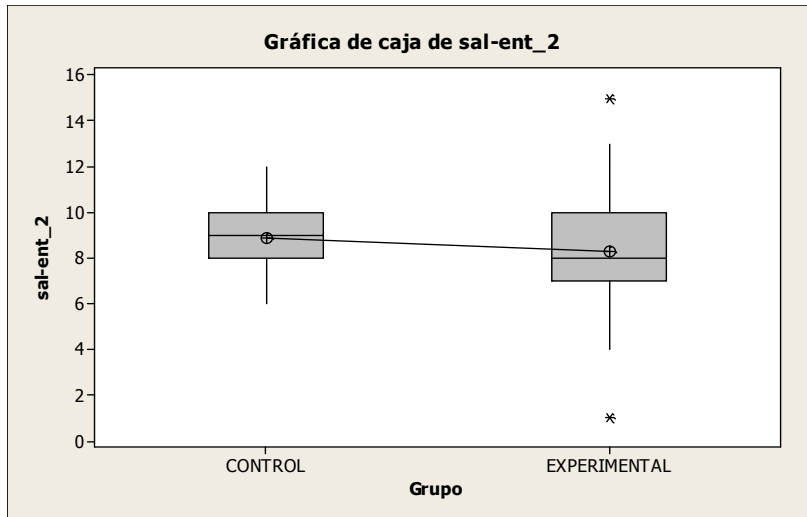 Gráfica de caja de sal-ent_2
sal-ent_2
16
14
12
10
8
6
4
2
0
CONTROL
EXPERIMENTAL
Grupo